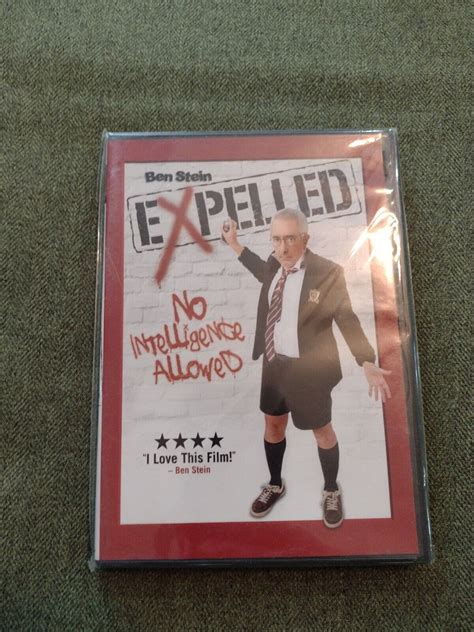 Ben Stein
EXPELLED
No
INTELLIGENCE
ALLOWED
★★★★
"I Love This Film!"
– Ben Stein